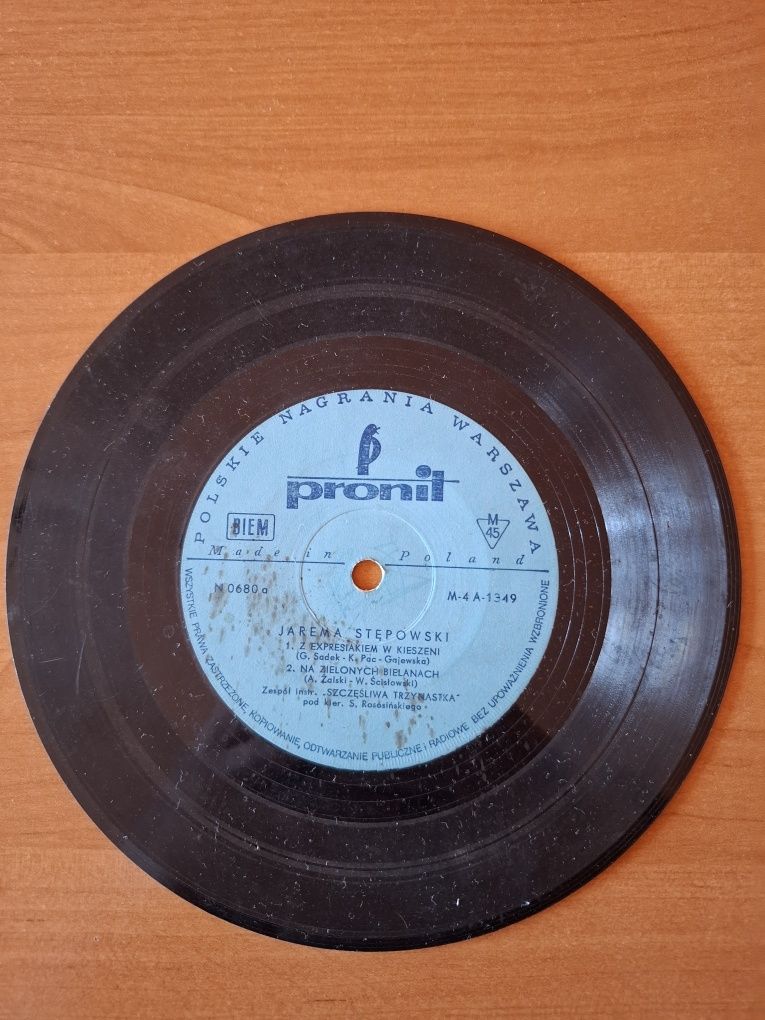 POLSKIE NAGRANIA WARSZAWA
pronit
BIEM
M
45
Made in Poland
N 0680 a
M-4 A-1349
JAREMA STĘPOWSKI
1. Z EXPRESIAKIEM W KIESZENI
(G. Sadek - K. Pac - Gajewska)
2. NA ZIELONYCH BIELANACH
(A. Żalski - W. Ścisłowski)
Zespół instr. „SZCZĘŚLIWA TRZYNASTKA"
pod kier. S. Rososińskiego
WSZYSTKIE PRAWA ZASTRZEŻONE, KOPIOWANIE, ODTWARZANIE PUBLICZNE i RADIOWE BEZ UPOWAŻNIENIA WZBRONIONE